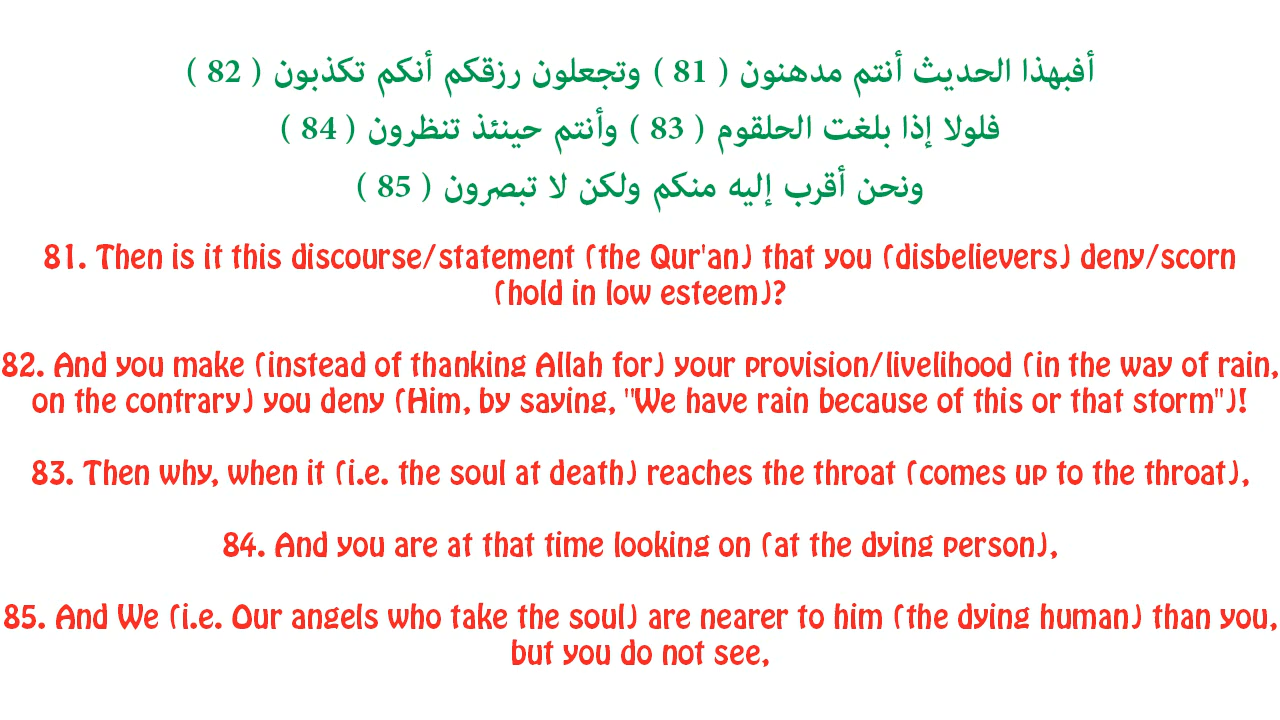 أفبهذا الحديث أنتم مدهنون ( 81 ) وتجعلون رزقكم أنكم تكذبون ( 82 )
فلولا إذا بلغت الحلقوم ( 83 ) وأنتم حينئذ تنظرون ( 84 )
ونحن أقرب إليه منكم ولكن لا تبصرون ( 85 )
81. Then is it this discourse/statement (the Qur'an) that you (disbelievers) deny/scorn
(hold in low esteem)?
82. And you make (instead of thanking Allah for) your provision/livelihood (in the way of rain,
on the contrary) you deny (Him, by saying, "We have rain because of this or that storm")!
83. Then why, when it (i.e. the soul at death) reaches the throat (comes up to the throat),
84. And you are at that time looking on (at the dying person),
85. And We (i.e. Our angels who take the soul) are nearer to him (the dying human) than you,
but you do not see,